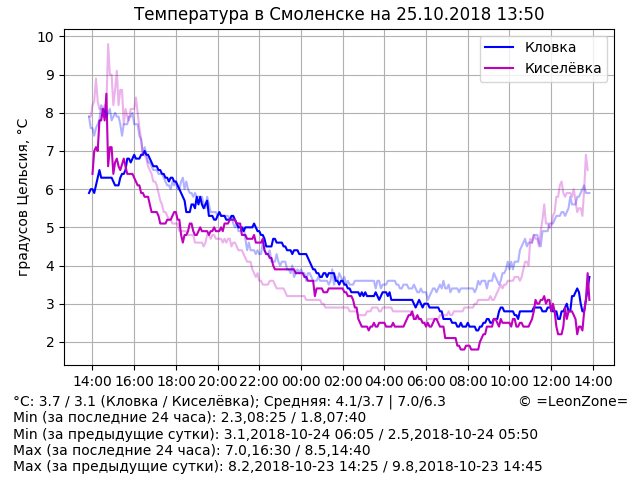 Температура в Смоленске на 25.10.2018 13:50
Кловка
Киселёвка
градусов Цельсия, °C
10
9
8
7
6
5
4
3
2
14:00 16:00 18:00 20:00 22:00 00:00 02:00 04:00 06:00 08:00 10:00 12:00 14:00
°C: 3.7 / 3.1 (Кловка / Киселёвка); Средняя: 4.1/3.7 | 7.0/6.3
© =LeonZone=
Min (за последние 24 часа): 2.3,08:25 / 1.8,07:40
Min (за предыдущие сутки): 3.1,2018-10-24 06:05 / 2.5,2018-10-24 05:50
Max (за последние 24 часа): 7.0,16:30 / 8.5,14:40
Max (за предыдущие сутки): 8.2,2018-10-23 14:25 / 9.8,2018-10-23 14:45